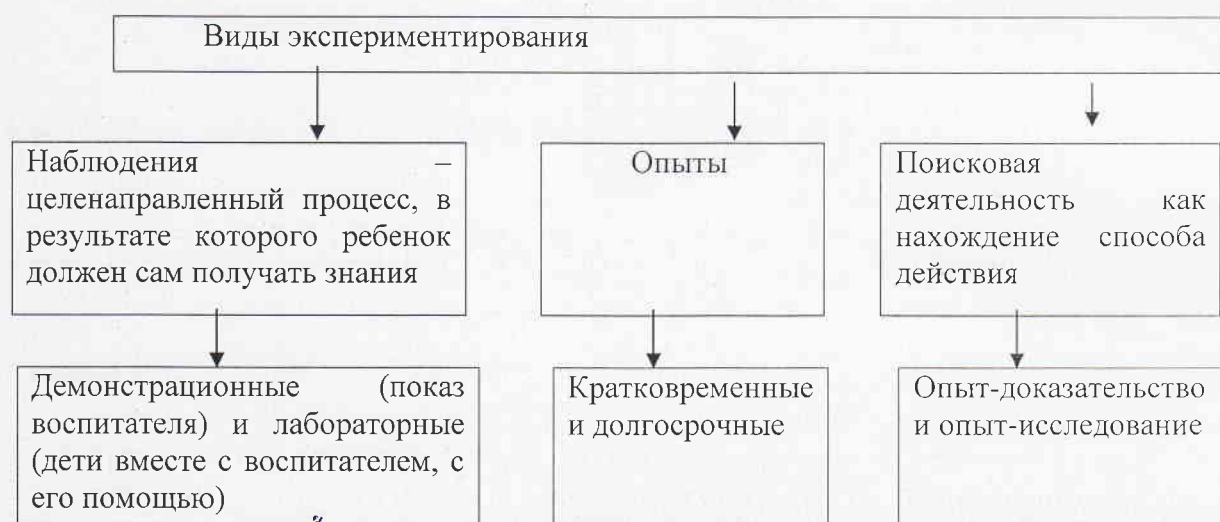 Виды экспериментирования
Наблюдения –
целенаправленный процесс, в
результате которого ребенок
должен сам получать знания
Опыты
Поисковая
деятельность как
нахождение способа
действия
Демонстрационные (показ
воспитателя) и лабораторные
(дети вместе с воспитателем, с
его помощью)
Кратковременные
и долгосрочные
Опыт-доказательство
и опыт-исследование